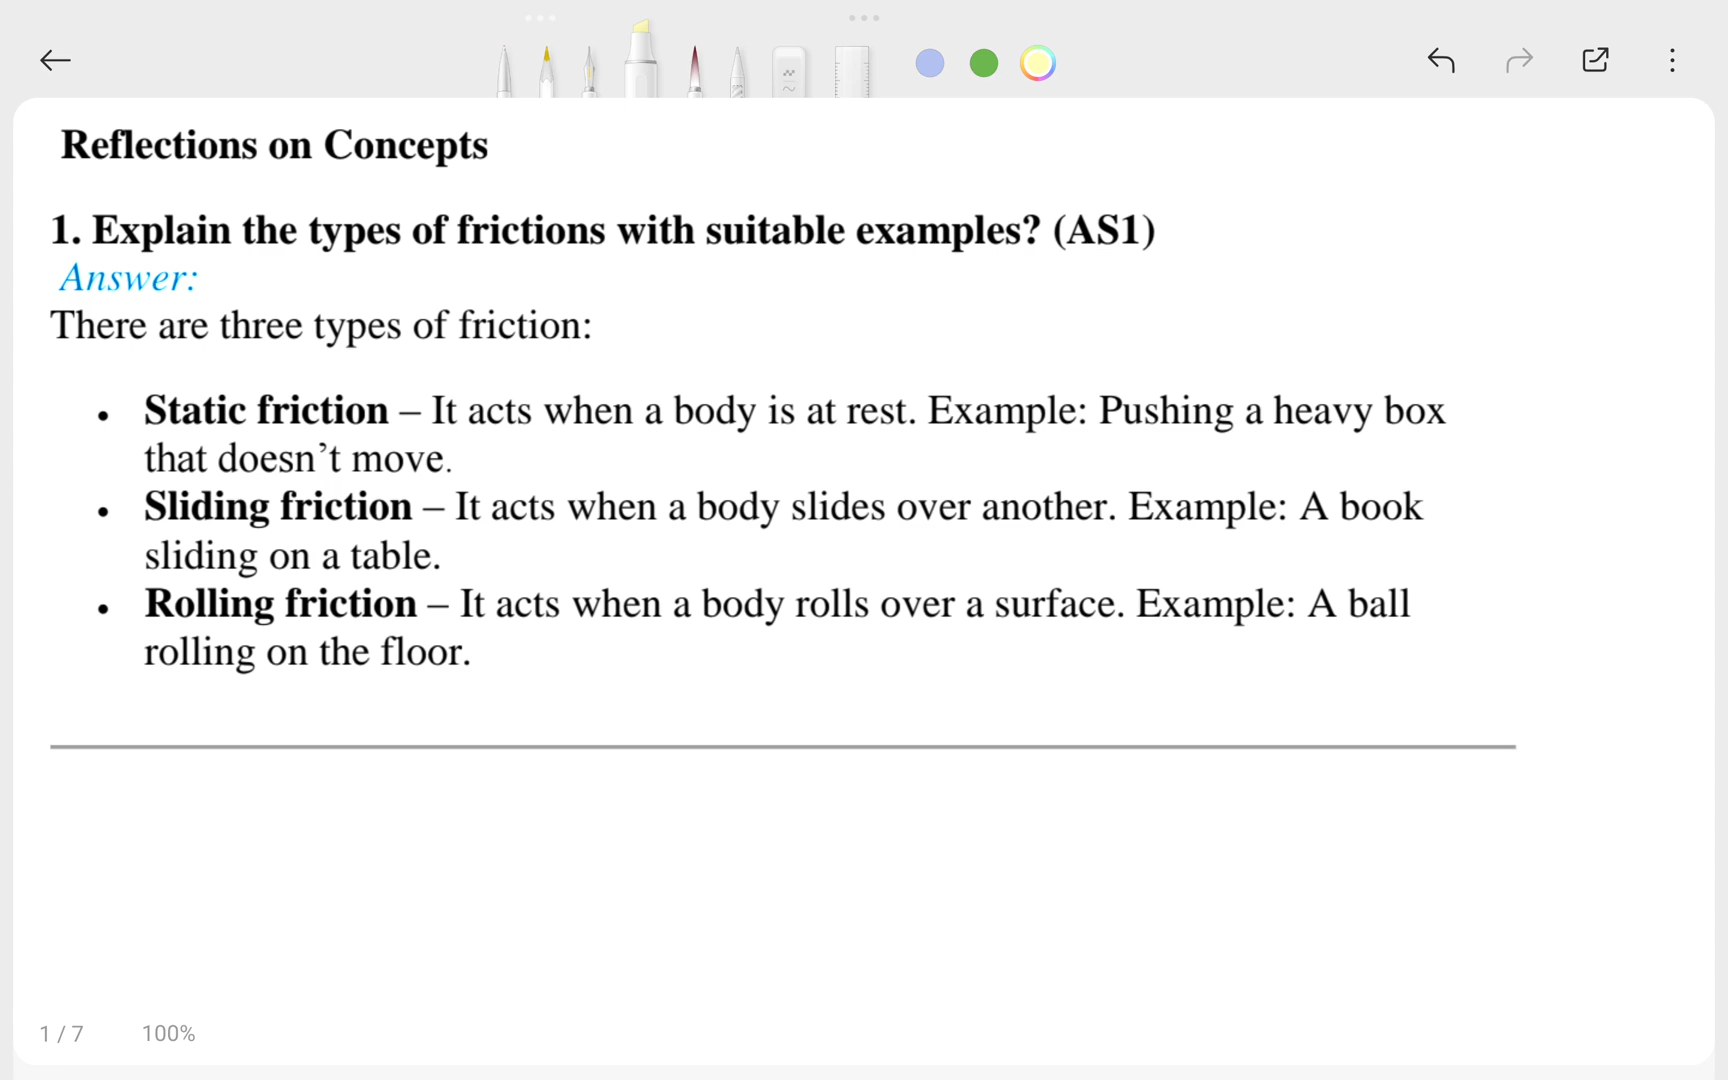 Reflections on Concepts
1. Explain the types of frictions with suitable examples? (AS1)
Answer:
There are three types of friction:
• Static friction – It acts when a body is at rest. Example: Pushing a heavy box
that doesn’t move.
• Sliding friction – It acts when a body slides over another. Example: A book
sliding on a table.
• Rolling friction – It acts when a body rolls over a surface. Example: A ball
rolling on the floor.
1 / 7 100%